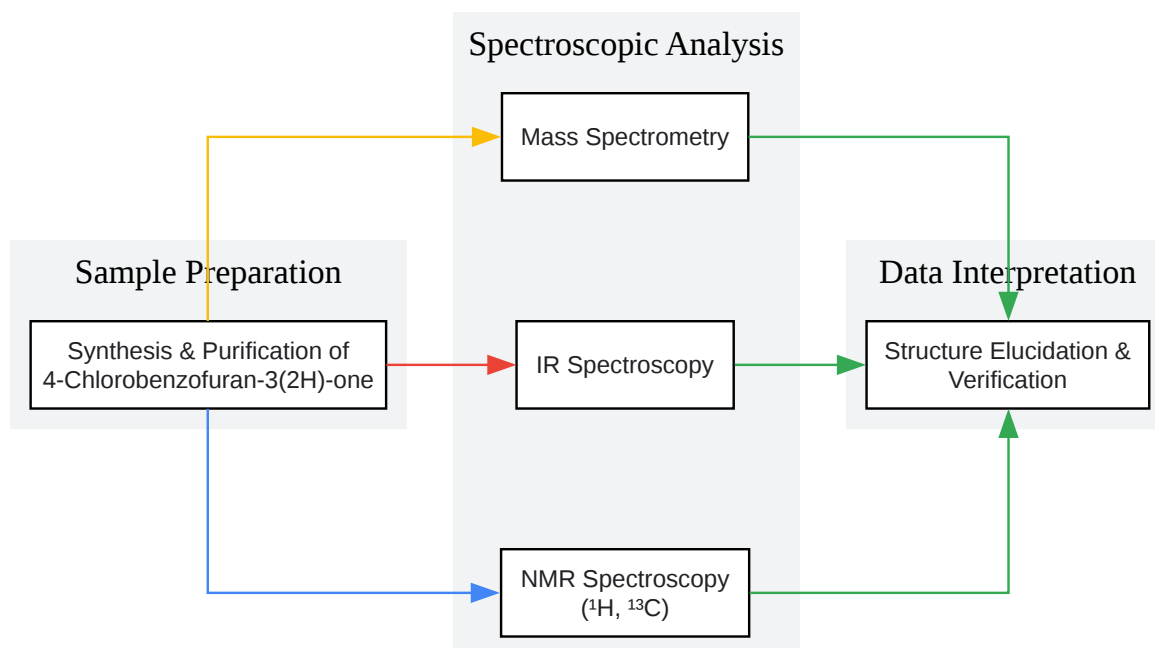 Spectroscopic Analysis
Mass Spectrometry
Sample Preparation
Synthesis & Purification of
4-Chlorobenzofuran-3(2H)-one
IR Spectroscopy
NMR Spectroscopy
(¹H, ¹³C)
Data Interpretation
Structure Elucidation &
Verification